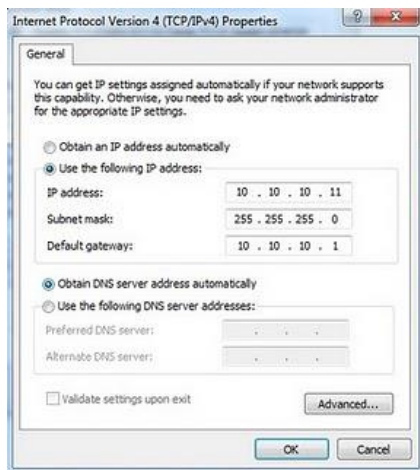 Internet Protocol Version 4 (TCP/IPv4) Properties
General
You can get IP settings assigned automatically if your network supports
this capability. Otherwise, you need to ask your network administrator
for the appropriate IP settings.
Obtain an IP address automatically
Use the following IP address:
IP address: 10 . 10 . 10 . 11
Subnet mask: 255 . 255 . 255 . 0
Default gateway: 10 . 10 . 10 . 1
Obtain DNS server address automatically
Use the following DNS server addresses:
Preferred DNS server: . . .
Alternate DNS server: . . .
Validate settings upon exit
Advanced...
OK Cancel